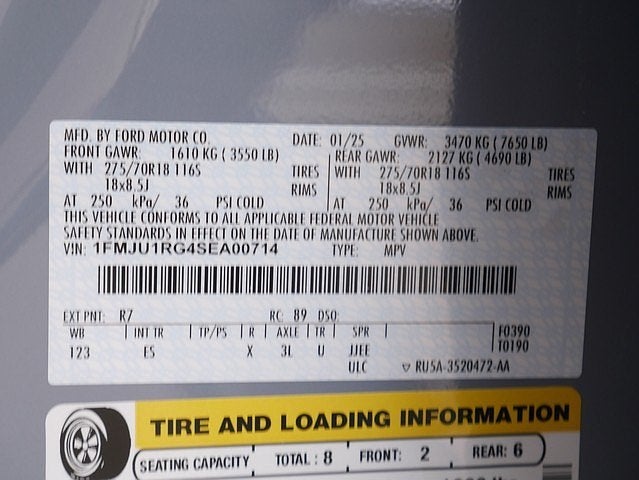 MFD. BY FORD MOTOR CO. DATE: 01/25 GVWR: 3470 KG ( 7650 LB)
FRONT GAWR: 1610 KG ( 3550 LB) REAR GAWR: 2127 KG ( 4690 LB)
WITH 275/70R18 116S TIRES WITH 275/70R18 116S TIRES
18x8.5J RIMS 18x8.5J RIMS
AT 250 kPa/ 36 PSI COLD AT 250 kPa/ 36 PSI COLD
THIS VEHICLE CONFORMS TO ALL APPLICABLE FEDERAL MOTOR VEHICLE
SAFETY STANDARDS IN EFFECT ON THE DATE OF MANUFACTURE SHOWN ABOVE.
VIN: 1FMJU1RG4SEA00714 TYPE: MPV
EXT PNT: R7 RC: 89 DSO:
WB INT TR TP/PS R AXLE TR SPR F0390
123 ES X 3L U JJEE T0190
ULC ▽ RU5A-3520472-AA
TIRE AND LOADING INFORMATION
SEATING CAPACITY TOTAL : 8 FRONT: 2 REAR: 6